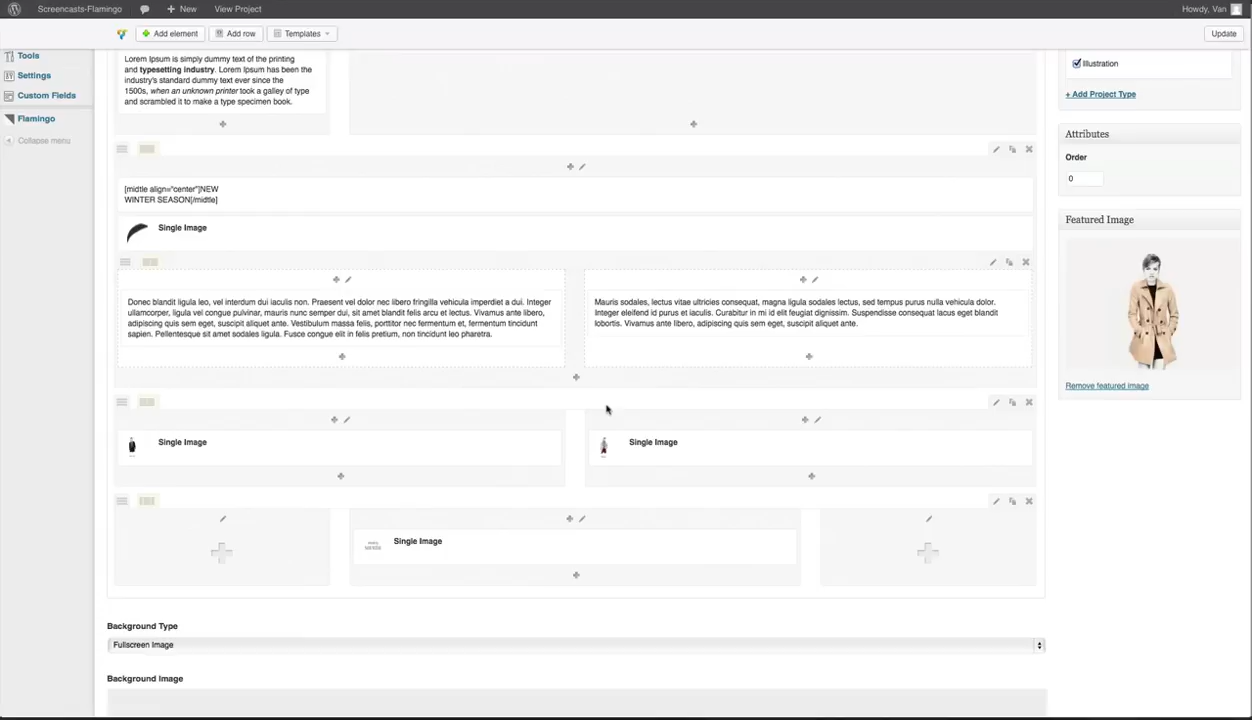 Screencasts-Flamingo
New
View Project
Howdy, Van
Add element
Add row
Templates
Update
Tools
Settings
Custom Fields
Flamingo
Collapse menu
Lorem Ipsum is simply dummy text of the printing
and typesetting industry. Lorem Ipsum has been the
industry's standard dummy text ever since the
1500s, when an unknown printer took a galley of type
and scrambled it to make a type specimen book.
Illustration
+ Add Project Type
Attributes
Order
0
[midtle align="center"]NEW
WINTER SEASON[/midtle]
Single Image
Featured Image
Remove featured image
Donec blandit ligula leo, vel interdum dui iaculis non. Praesent vel dolor nec libero fringilla vehicula imperdiet a dui. Integer
ullamcorper, ligula vel congue pulvinar, mauris nunc semper dui, sit amet blandit felis arcu et lectus. Vivamus ante libero,
adipiscing quis sem eget, suscipit aliquet ante. Vestibulum massa felis, porttitor nec fermentum et, fermentum tincidunt
sapien. Pellentesque sit amet sodales ligula. Fusce congue elit in felis pretium, non tincidunt leo pharetra.
Mauris sodales, lectus vitae ultricies consequat, magna ligula sodales lectus, sed tempus purus nulla vehicula dolor.
Integer eleifend id purus et iaculis. Curabitur in mi id elit feugiat dignissim. Suspendisse consequat lacus eget blandit
lobortis. Vivamus ante libero, adipiscing quis sem eget, suscipit aliquet ante.
Single Image
Single Image
Single Image
Background Type
Fullscreen Image
Background Image